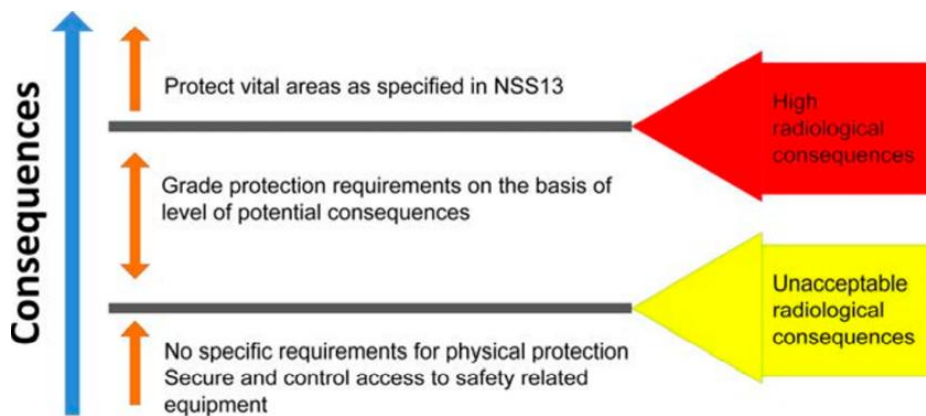 Consequences
Protect vital areas as specified in NSS13
High
radiological
consequences
Grade protection requirements on the basis of
level of potential consequences
Unacceptable
radiological
consequences
No specific requirements for physical protection
Secure and control access to safety related
equipment